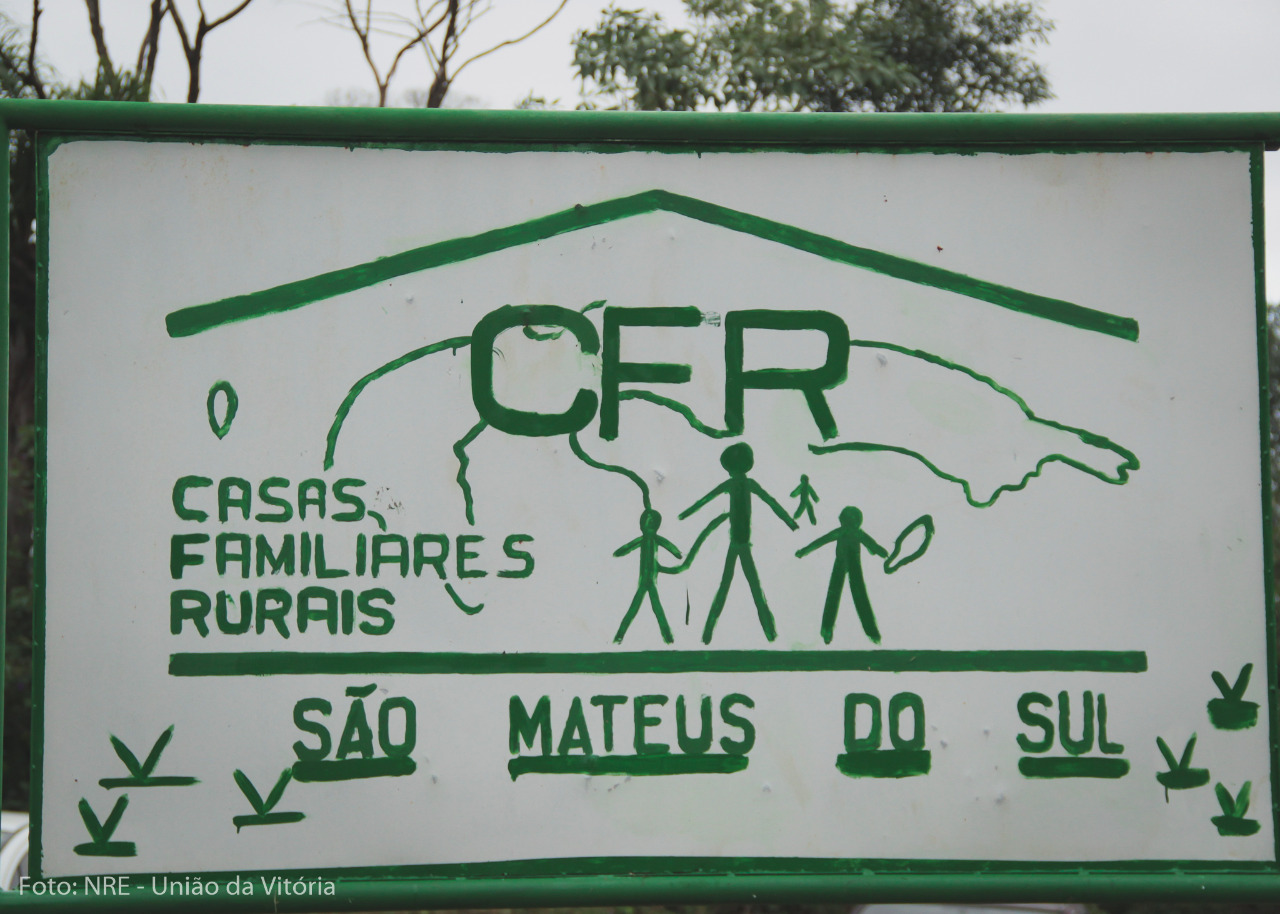 CFR
CASAS
FAMILIARES
RURAIS
SÃO MATEUS DO SUL
Foto: NRE - União da Vitória